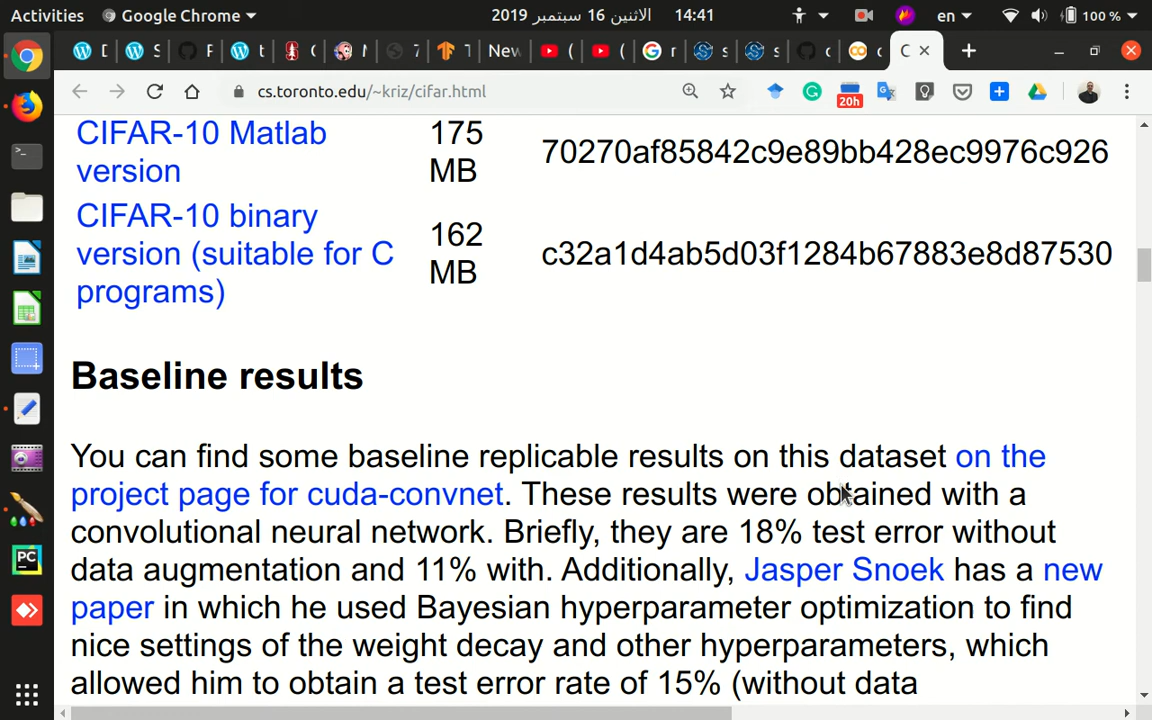 Activities Google Chrome الاثنين 16 سبتمبر 2019 14:41 en 100 %
New
cs.toronto.edu/~kriz/cifar.html
20h
CIFAR-10 Matlab version 175 MB 70270af85842c9e89bb428ec9976c926
CIFAR-10 binary version (suitable for C programs) 162 MB c32a1d4ab5d03f1284b67883e8d87530
Baseline results
You can find some baseline replicable results on this dataset on the
project page for cuda-convnet. These results were obtained with a
convolutional neural network. Briefly, they are 18% test error without
data augmentation and 11% with. Additionally, Jasper Snoek has a new
paper in which he used Bayesian hyperparameter optimization to find
nice settings of the weight decay and other hyperparameters, which
allowed him to obtain a test error rate of 15% (without data